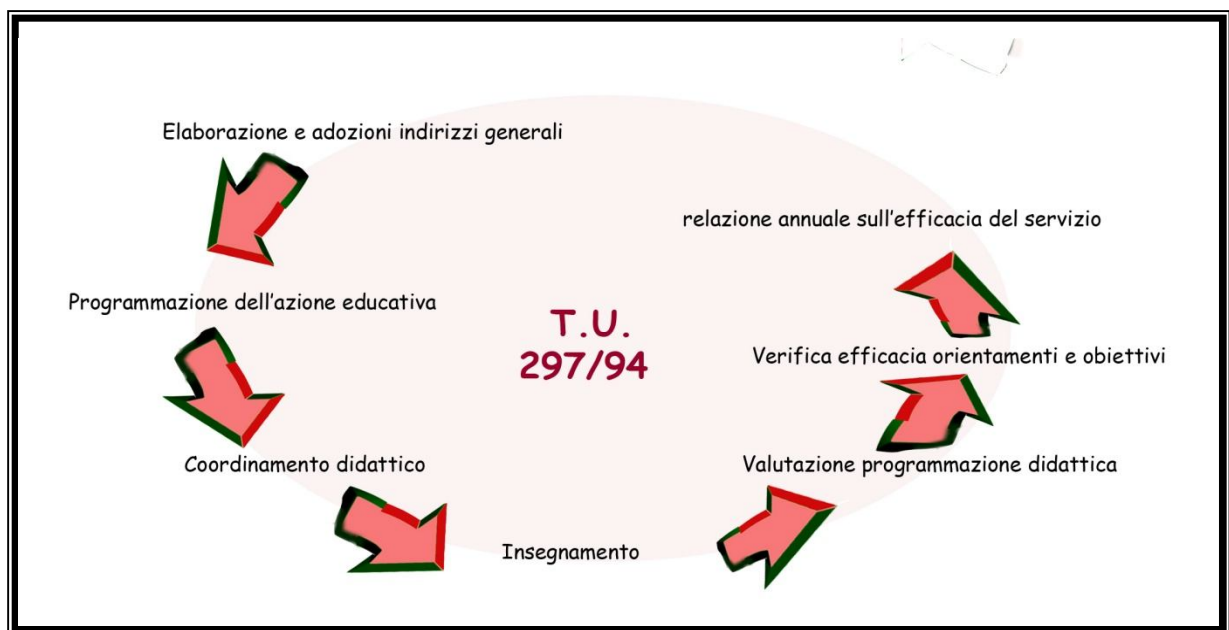 Elaborazione e adozioni indirizzi generali
relazione annuale sull'efficacia del servizio
Programmazione dell'azione educativa
T.U.
297/94
Verifica efficacia orientamenti e obiettivi
Coordinamento didattico
Valutazione programmazione didattica
Insegnamento